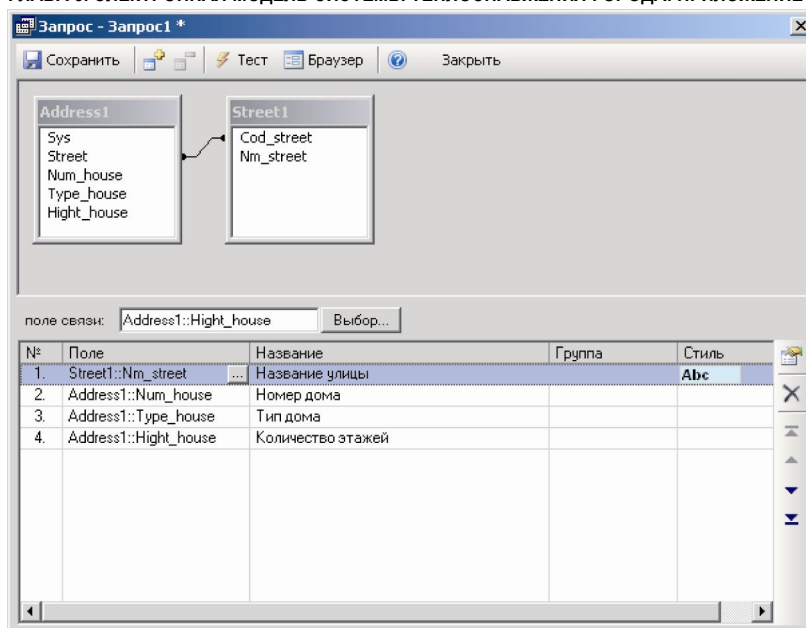 Запрос - Запрос1 *
Сохранить Тест Браузер Закрыть
Address1 Street1
Sys Cod_street
Street Nm_street
Num_house
Type_house
Hight_house
поле связи: Address1::Hight_house Выбор...
№ Поле Название Группа Стиль
1. Street1::Nm_street ... Название улицы Abc
2. Address1::Num_house Номер дома
3. Address1::Type_house Тип дома
4. Address1::Hight_house Количество этажей